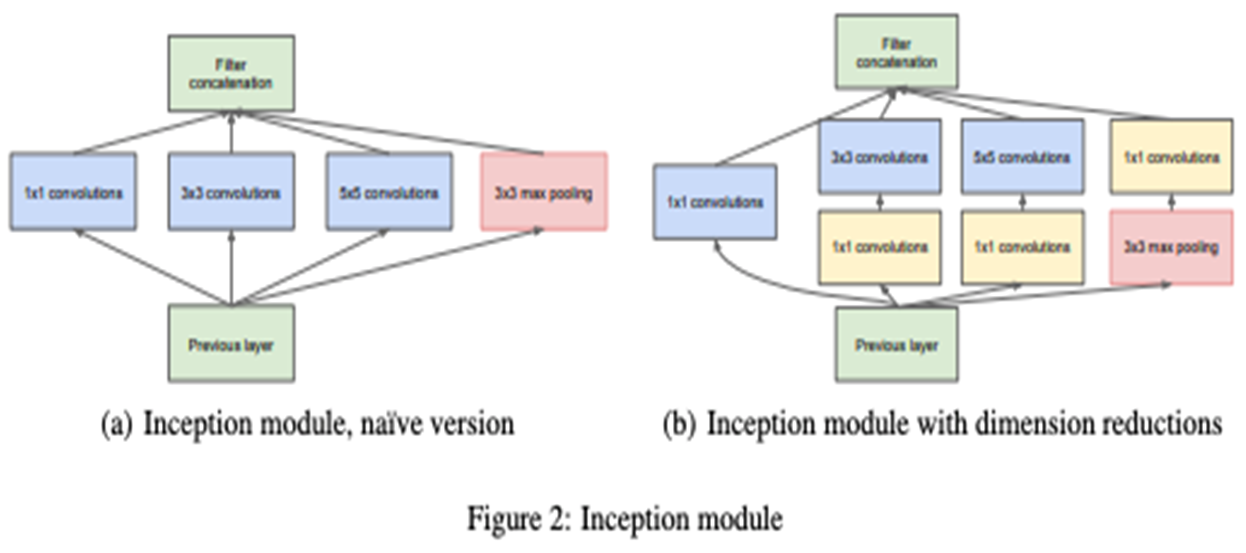 Filter
concatenation
1x1 convolutions
3x3 convolutions
5x5 convolutions
3x3 max pooling
Previous layer
(a) Inception module, naïve version
Filter
concatenation
1x1 convolutions
3x3 convolutions
5x5 convolutions
1x1 convolutions
1x1 convolutions
1x1 convolutions
3x3 max pooling
Previous layer
(b) Inception module with dimension reductions
Figure 2: Inception module